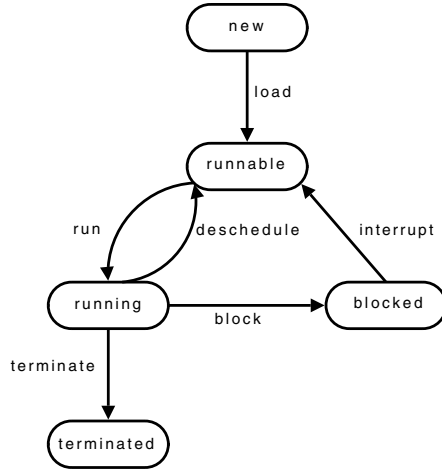 new
load
runnable
run
deschedule
interrupt
running
block
blocked
terminate
terminated